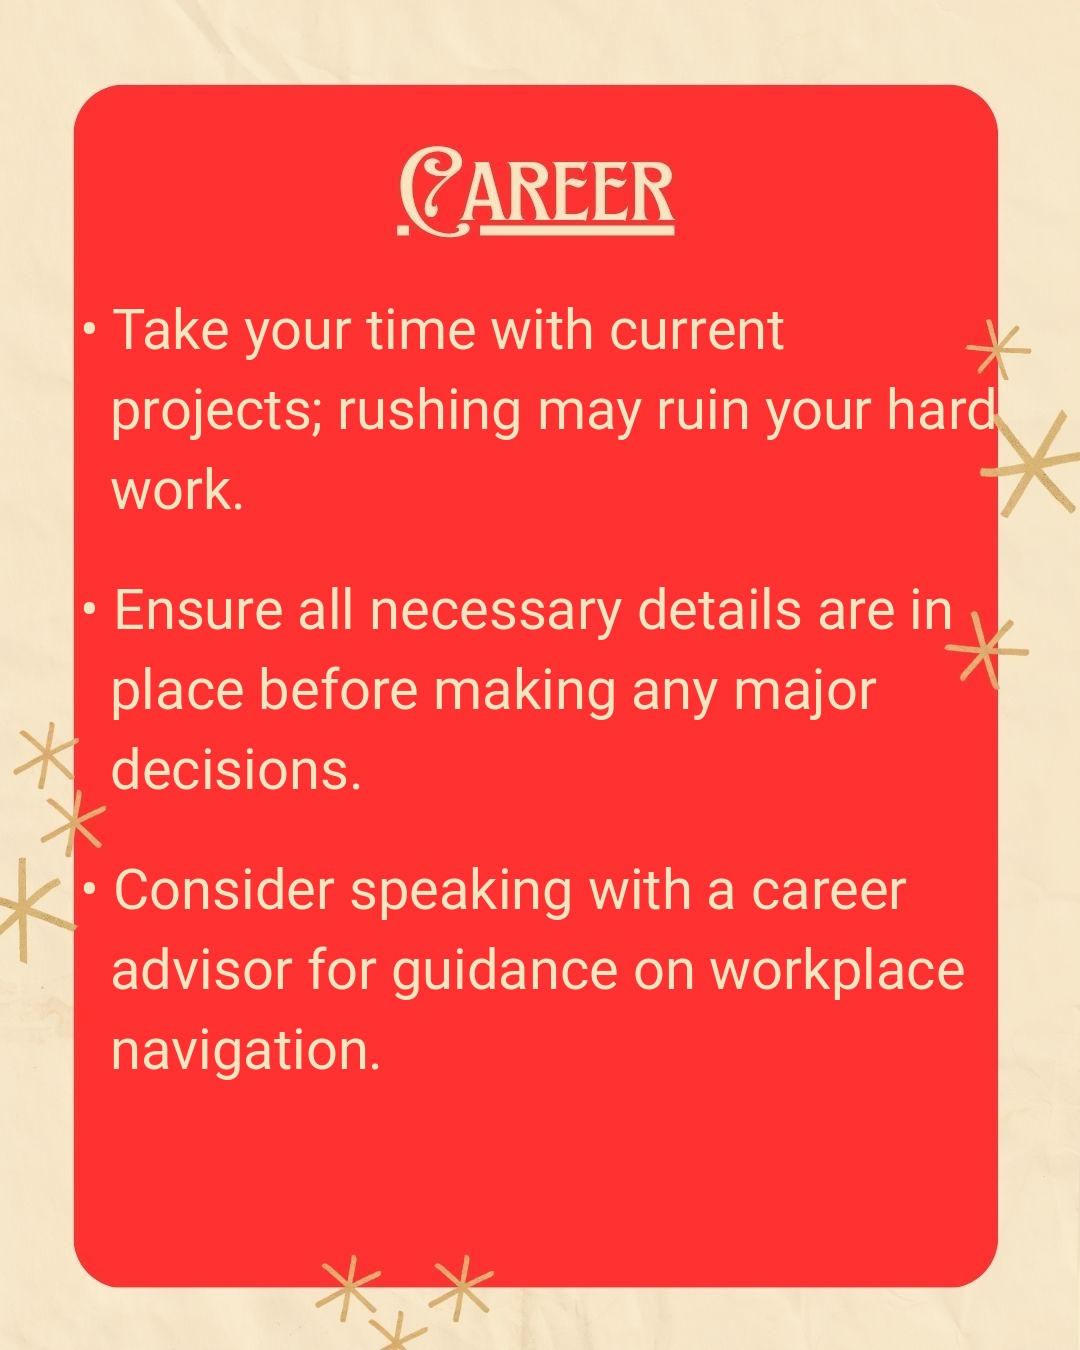 Career
• Take your time with current
projects; rushing may ruin your hard
work.
• Ensure all necessary details are in
place before making any major
decisions.
• Consider speaking with a career
advisor for guidance on workplace
navigation.